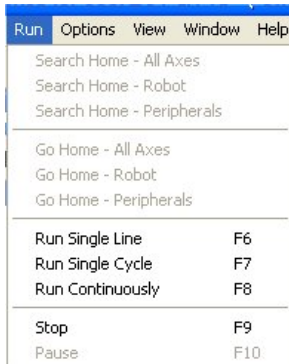 Run Options View Window Help
Search Home - All Axes
Search Home - Robot
Search Home - Peripherals
Go Home - All Axes
Go Home - Robot
Go Home - Peripherals
Run Single Line F6
Run Single Cycle F7
Run Continuously F8
Stop F9
Pause F10